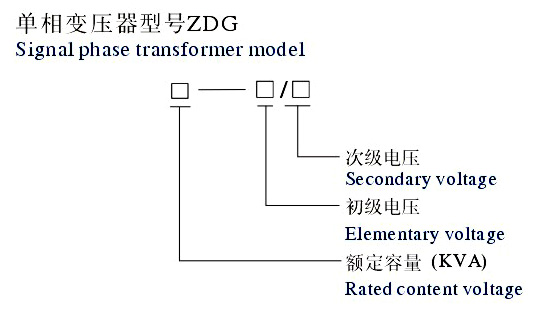 单相变压器型号ZDG
Signal phase transformer model
□——□/□
次级电压
Secondary voltage
初级电压
Elementary voltage
额定容量 (KVA)
Rated content voltage